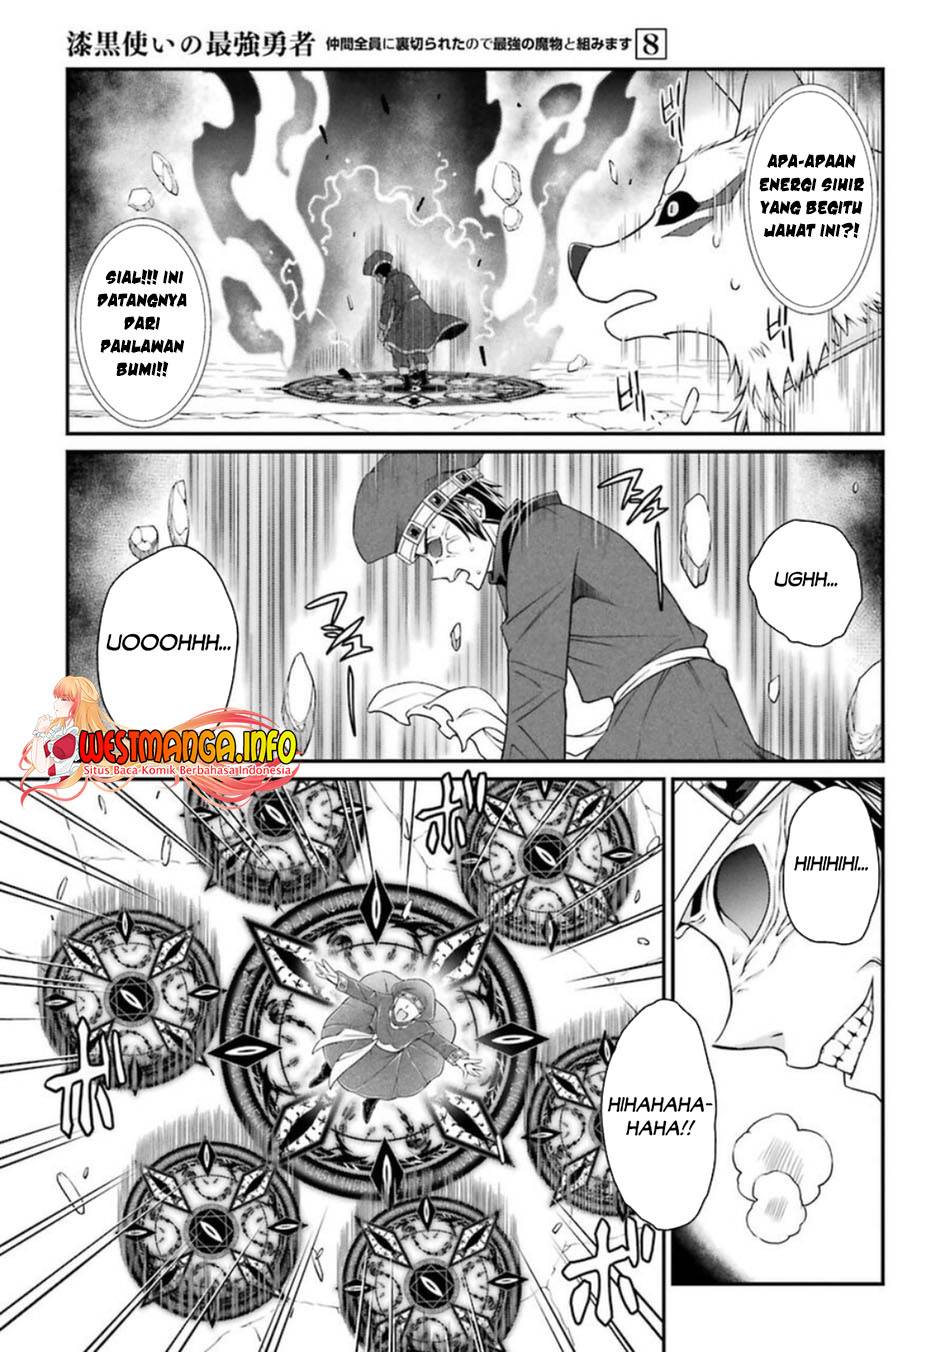 漆黒使いの最強勇者 仲間全員に裏切られたので最強の魔物と組みます 8
APA-APAAN
ENERGI SIHIR
YANG BEGITU
JAHAT INI?!
SIAL!!! INI
DATANGNYA
DARI
PAHLAWAN
BUMI!!
UGHH...
UOOOHHH...
WESTMANGA.INFO
Situs Baca Komik Berbahasa Indonesia
HIHIHIHI...
HIHAHAHA-
HAHA!!
ボ
ボ
ボ